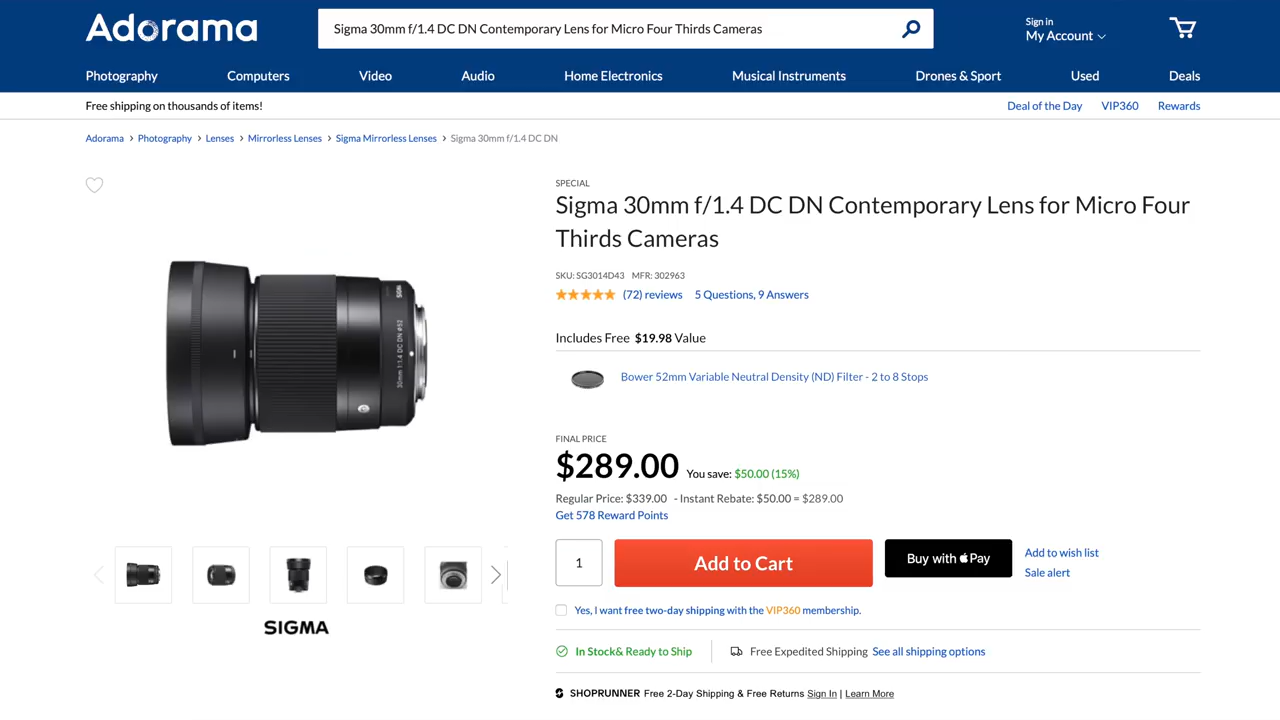 Adorama
Sigma 30mm f/1.4 DC DN Contemporary Lens for Micro Four Thirds Cameras
Sign in
My Account
Photography Computers Video Audio Home Electronics Musical Instruments Drones & Sport Used Deals
Free shipping on thousands of items!
Deal of the Day VIP360 Rewards
Adorama > Photography > Lenses > Mirrorless Lenses > Sigma Mirrorless Lenses > Sigma 30mm f/1.4 DC DN
SPECIAL
Sigma 30mm f/1.4 DC DN Contemporary Lens for Micro Four
Thirds Cameras
SKU: SG3014D43 MFR: 302963
(72) reviews 5 Questions, 9 Answers
Includes Free $19.98 Value
Bower 52mm Variable Neutral Density (ND) Filter - 2 to 8 Stops
SIGMA
30mm 1:1.4 DC DN ø52
FINAL PRICE
$289.00 You save: $50.00 (15%)
Regular Price: $339.00 - Instant Rebate: $50.00 = $289.00
Get 578 Reward Points
1 Add to Cart Buy with Pay
Add to wish list
Sale alert
Yes, I want free two-day shipping with the VIP360 membership.
SIGMA
In Stock& Ready to Ship Free Expedited Shipping See all shipping options
SHOPRUNNER Free 2-Day Shipping & Free Returns Sign In | Learn More